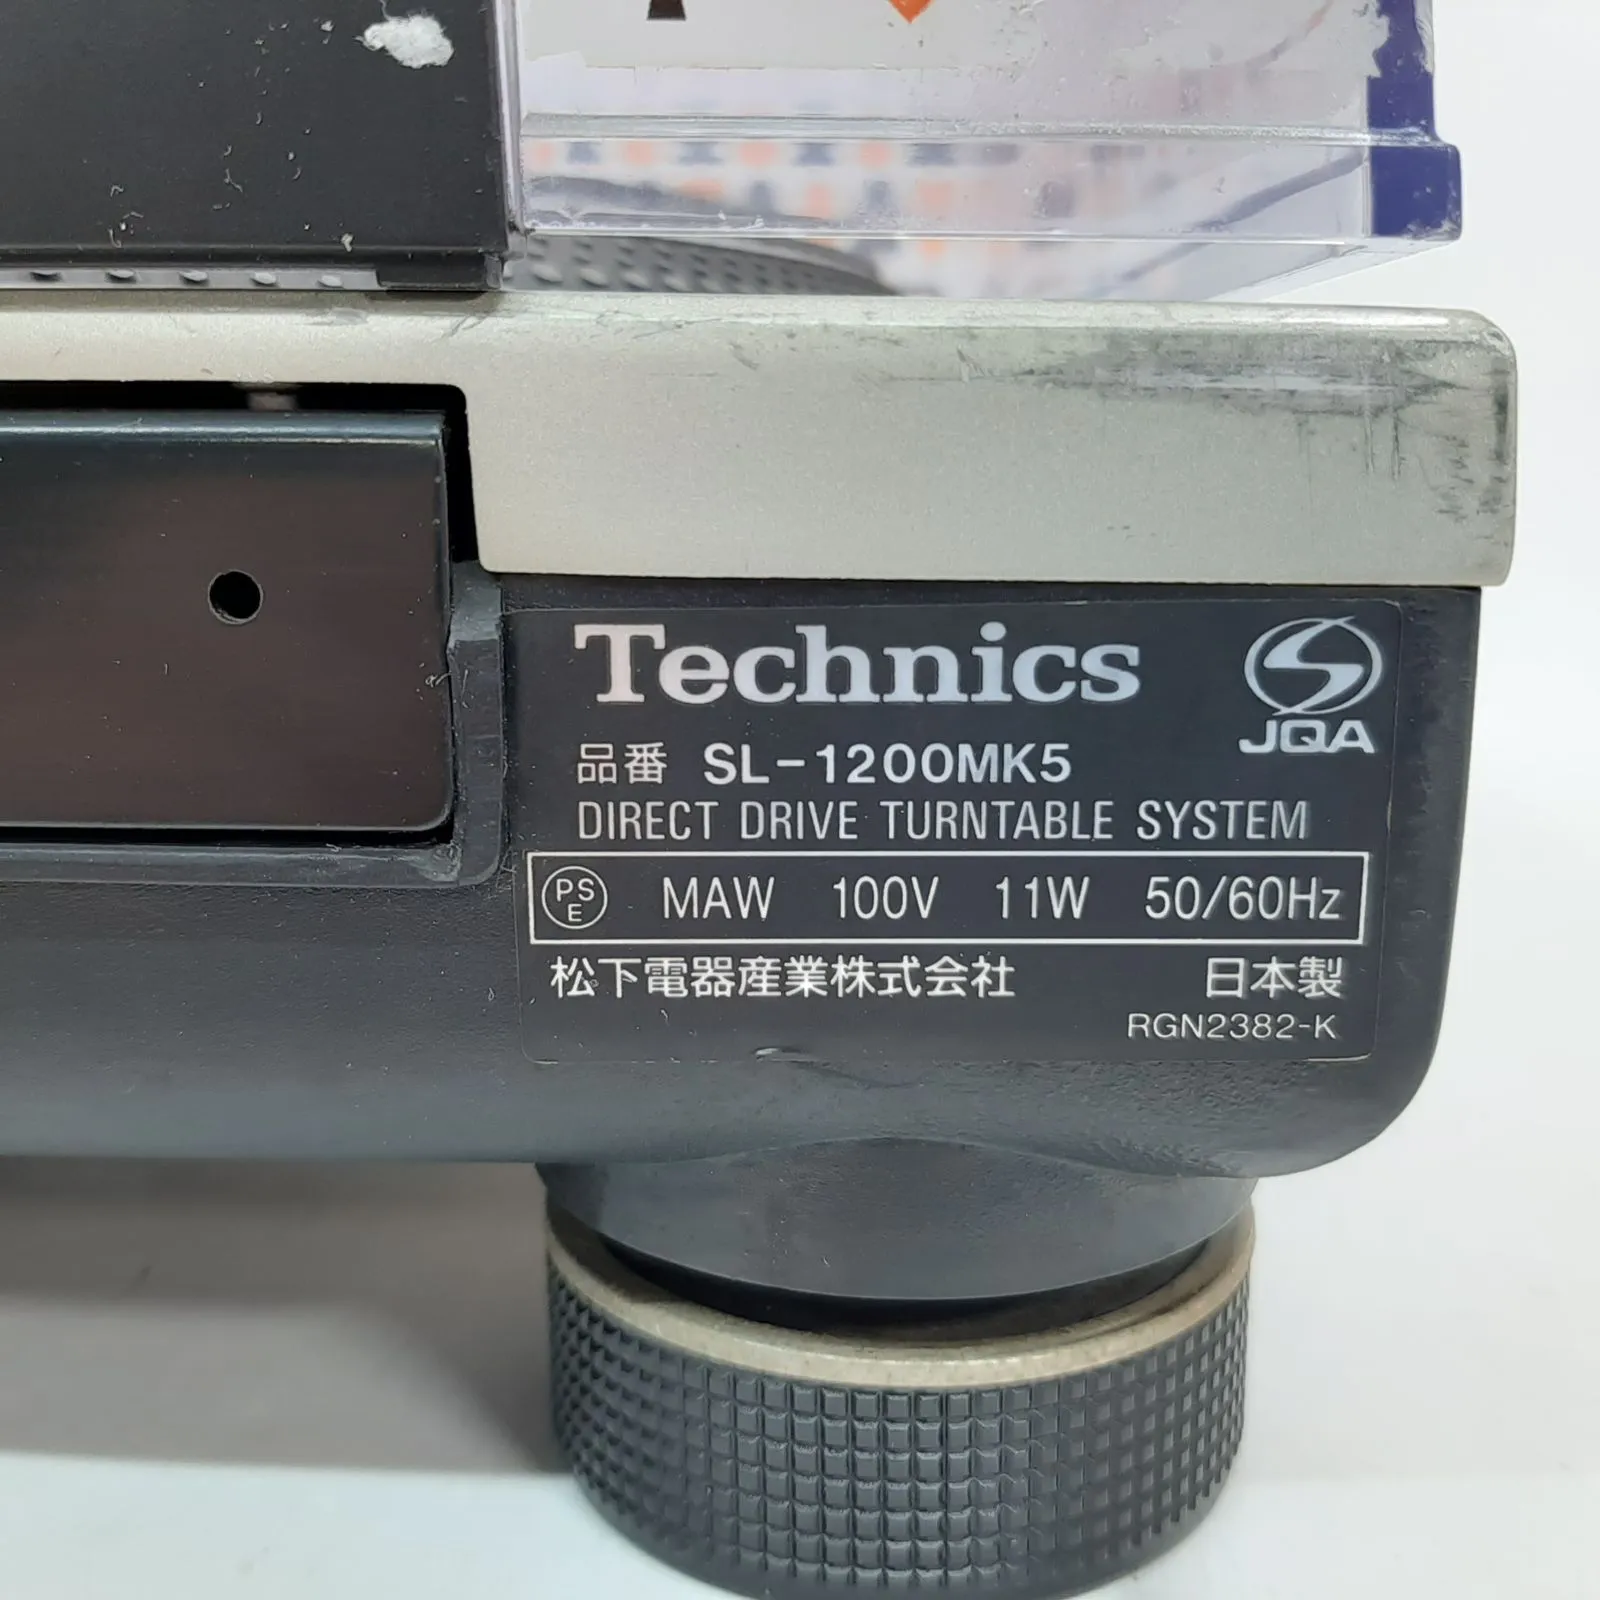 Technics
JQA
品番 SL-1200MK5
DIRECT DRIVE TURNTABLE SYSTEM
PSE MAW 100V 11W 50/60Hz
松下電器産業株式会社 日本製
RGN2382-K